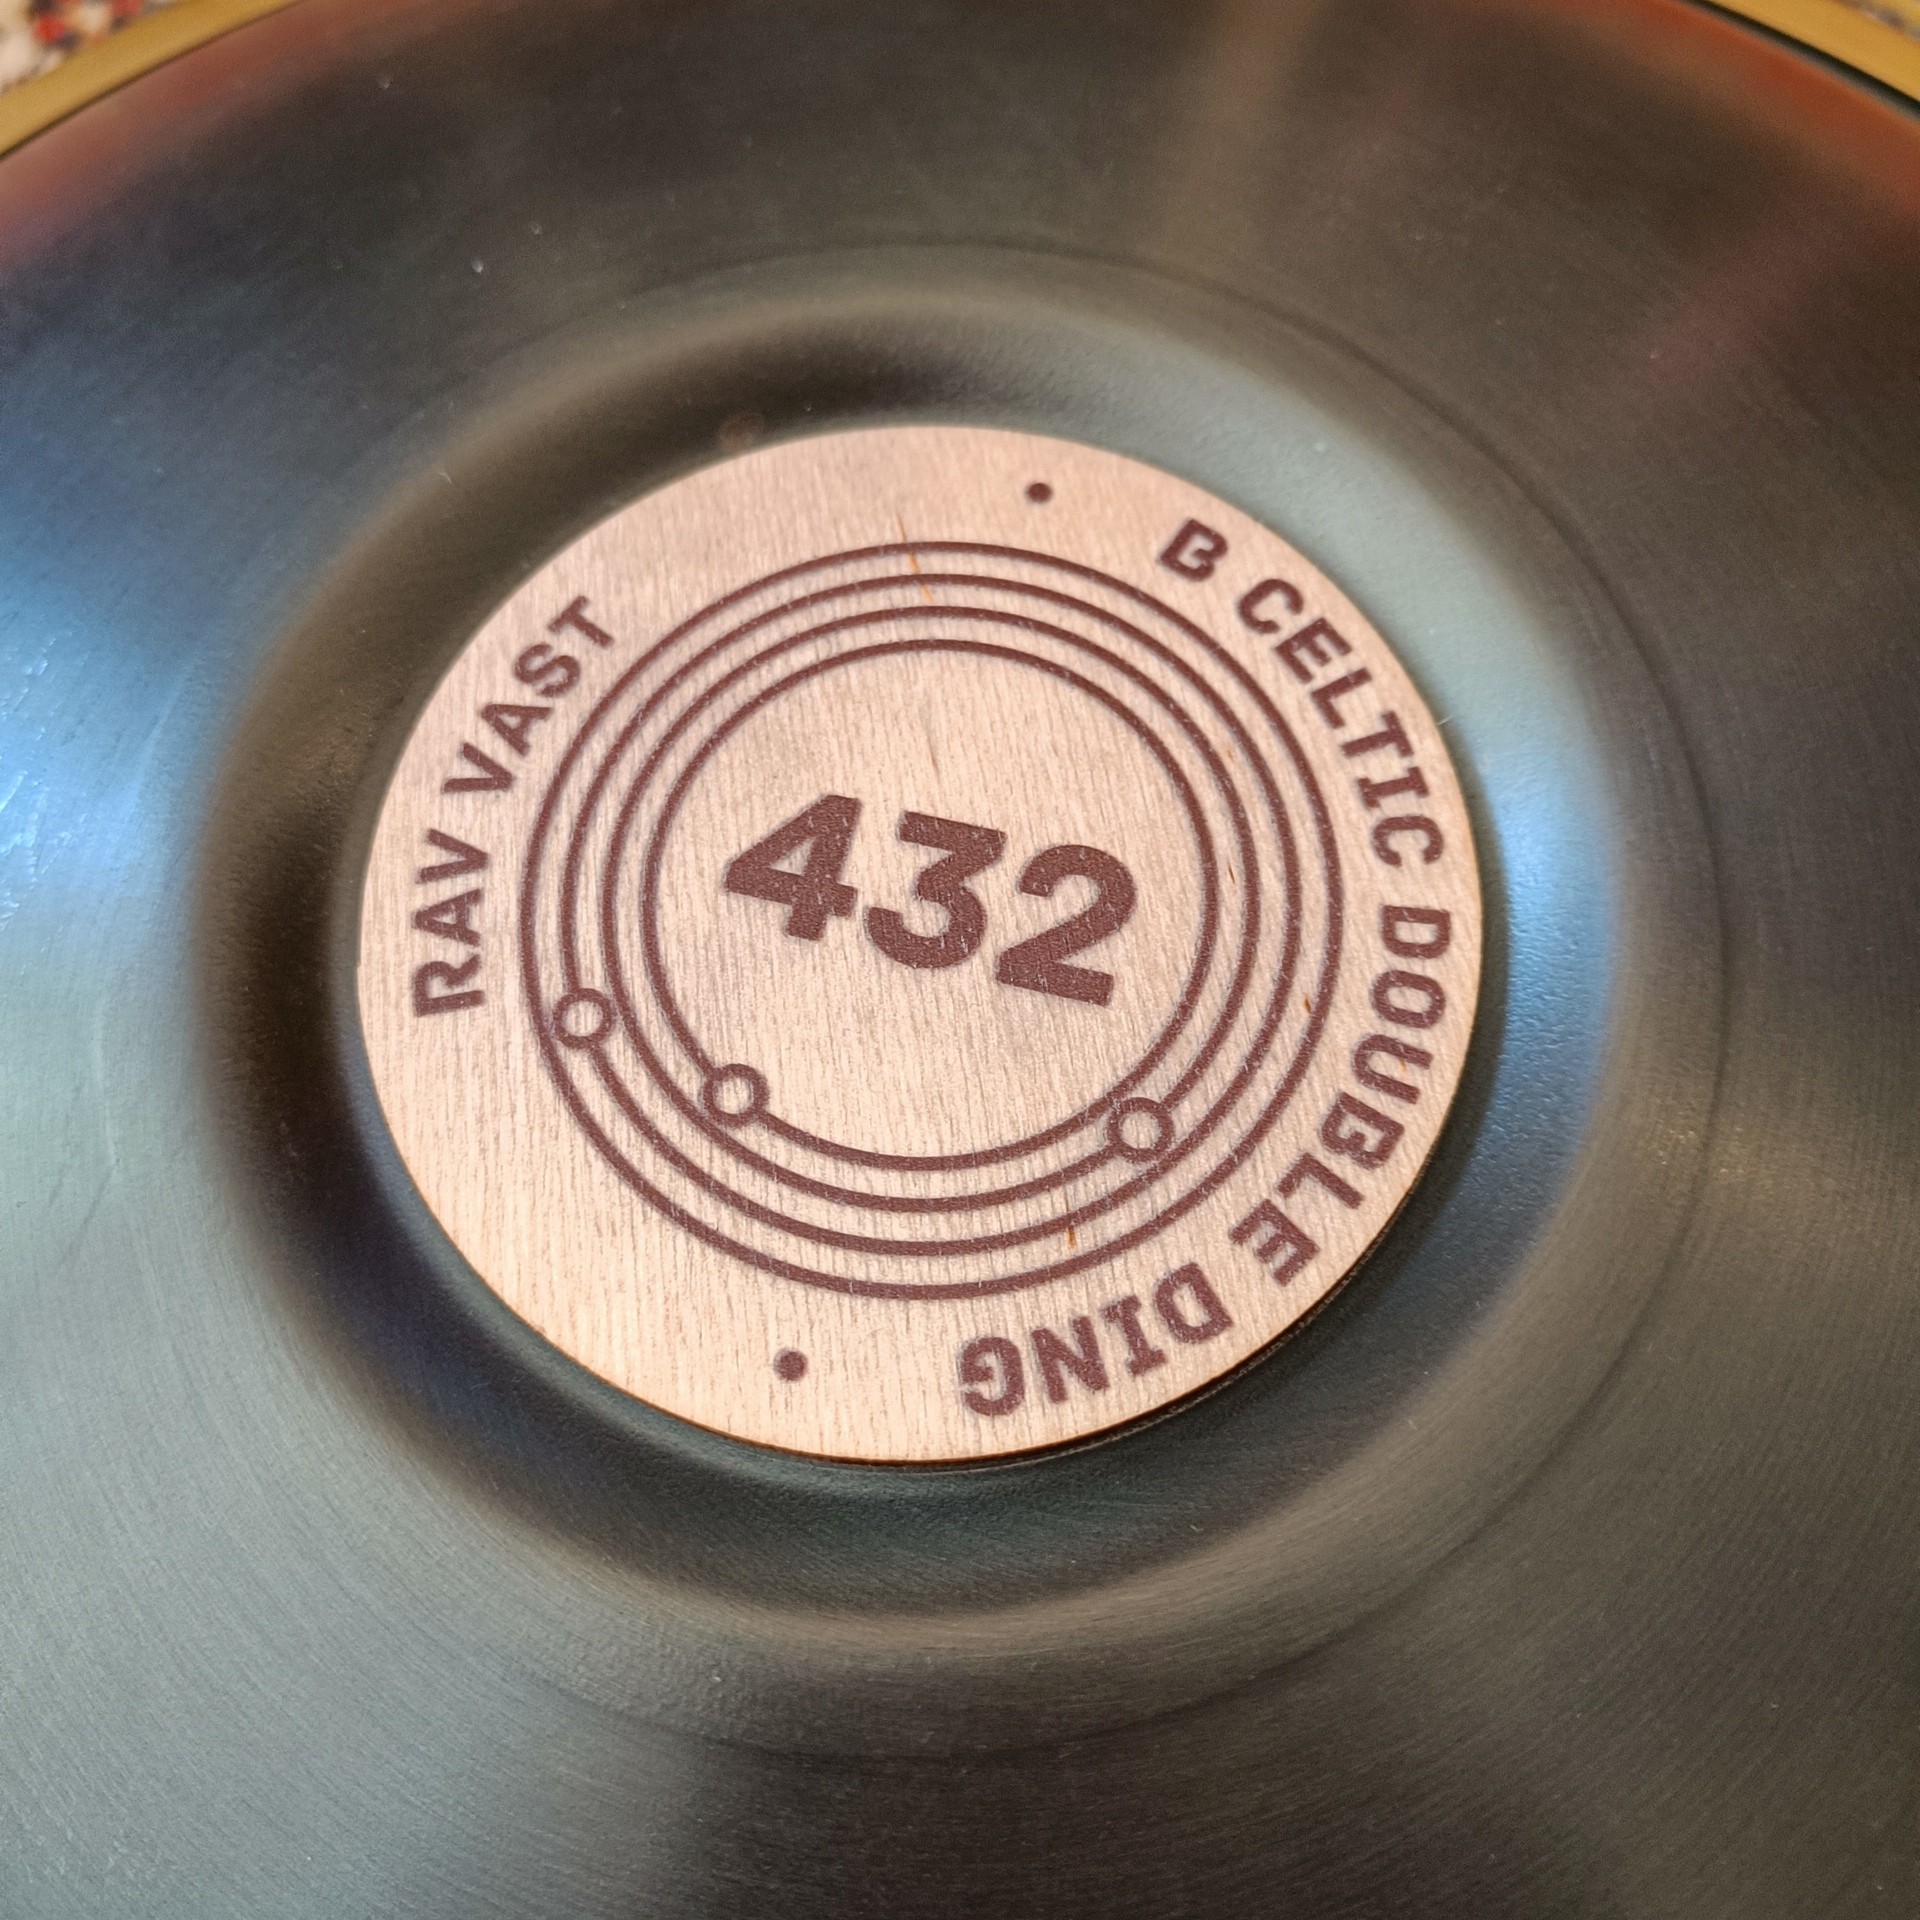 RAV VAST
B CELTIC DOUBLE DING
432